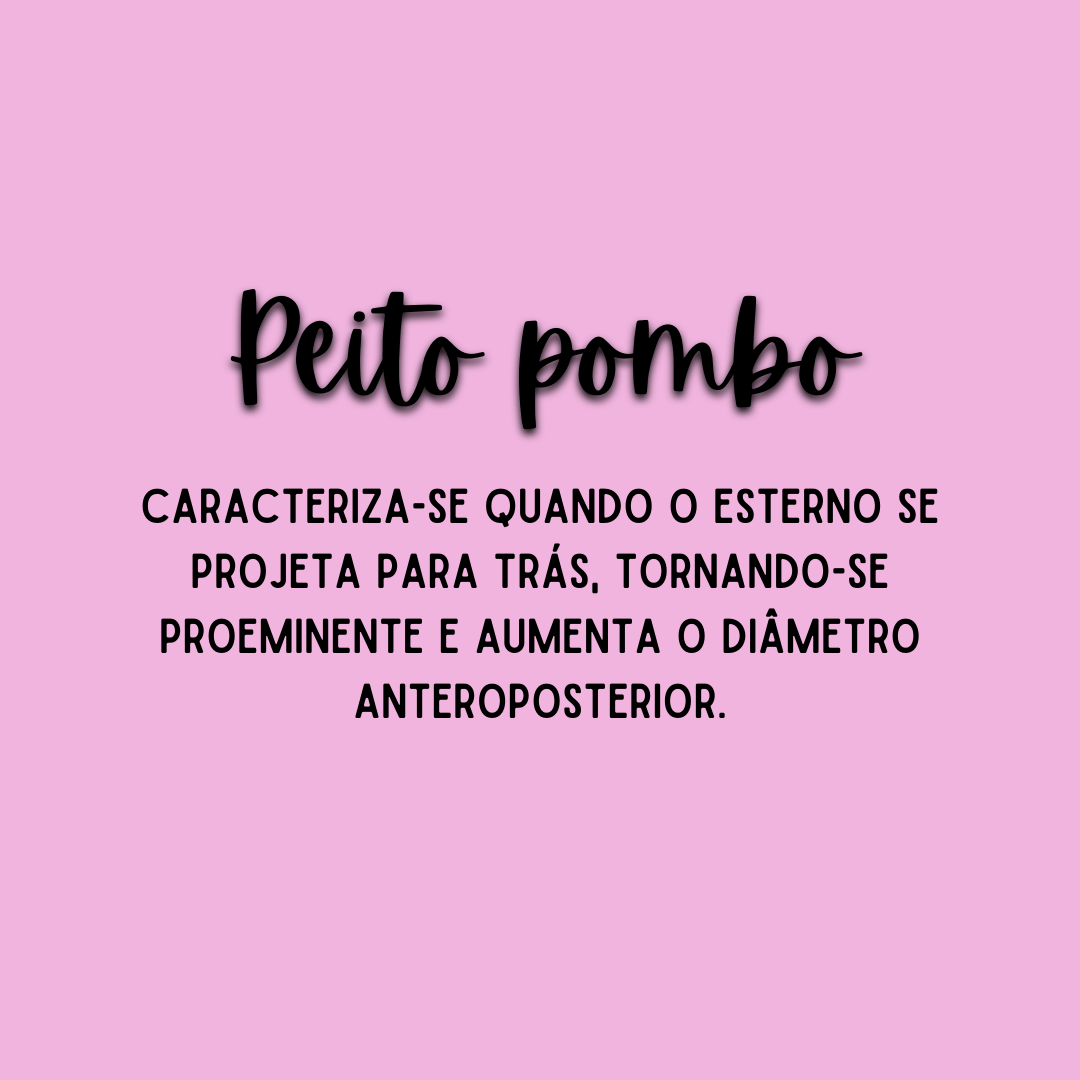 Peito pombo
CARACTERIZA-SE QUANDO O ESTERNO SE
PROJETA PARA TRÁS, TORNANDO-SE
PROEMINENTE E AUMENTA O DIÂMETRO
ANTEROPOSTERIOR.